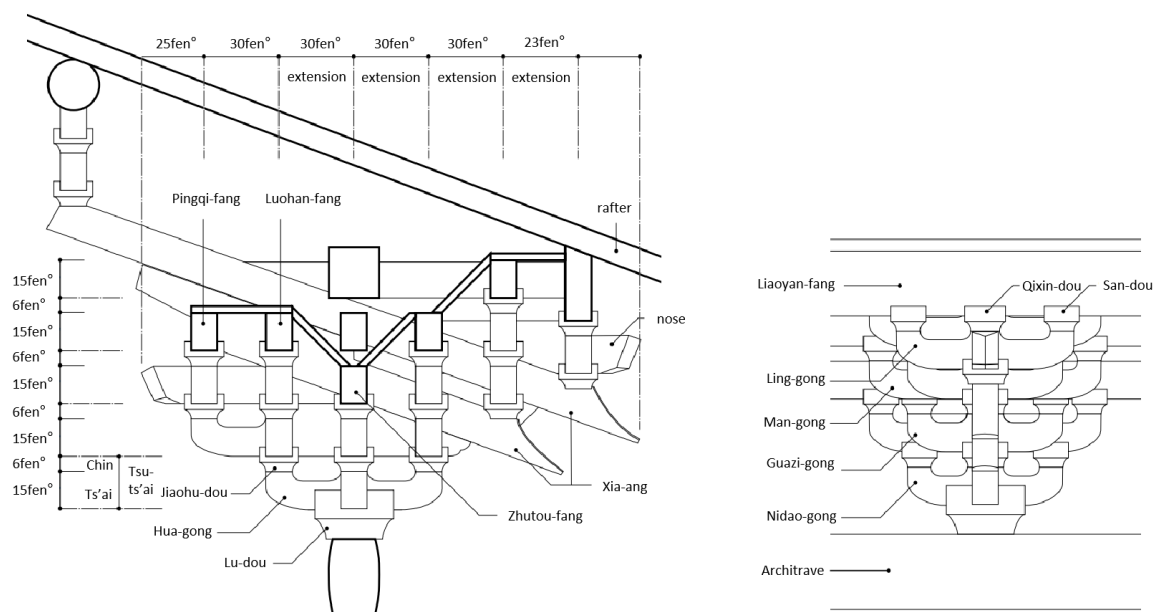 25fen° 30fen° 30fen° 30fen° 30fen° 23fen°
extension extension extension extension
Pingqi-fang Luohan-fang
rafter
nose
15fen°
6fen°
15fen°
6fen°
15fen°
6fen°
15fen°
6fen°
15fen°
Chin
Ts'ai
Tsu-
ts'ai
Jiaohu-dou
Hua-gong
Lu-dou
Zhutou-fang
Xia-ang
Liaoyan-fang
Qixin-dou San-dou
Ling-gong
Man-gong
Guazi-gong
Nidao-gong
Architrave